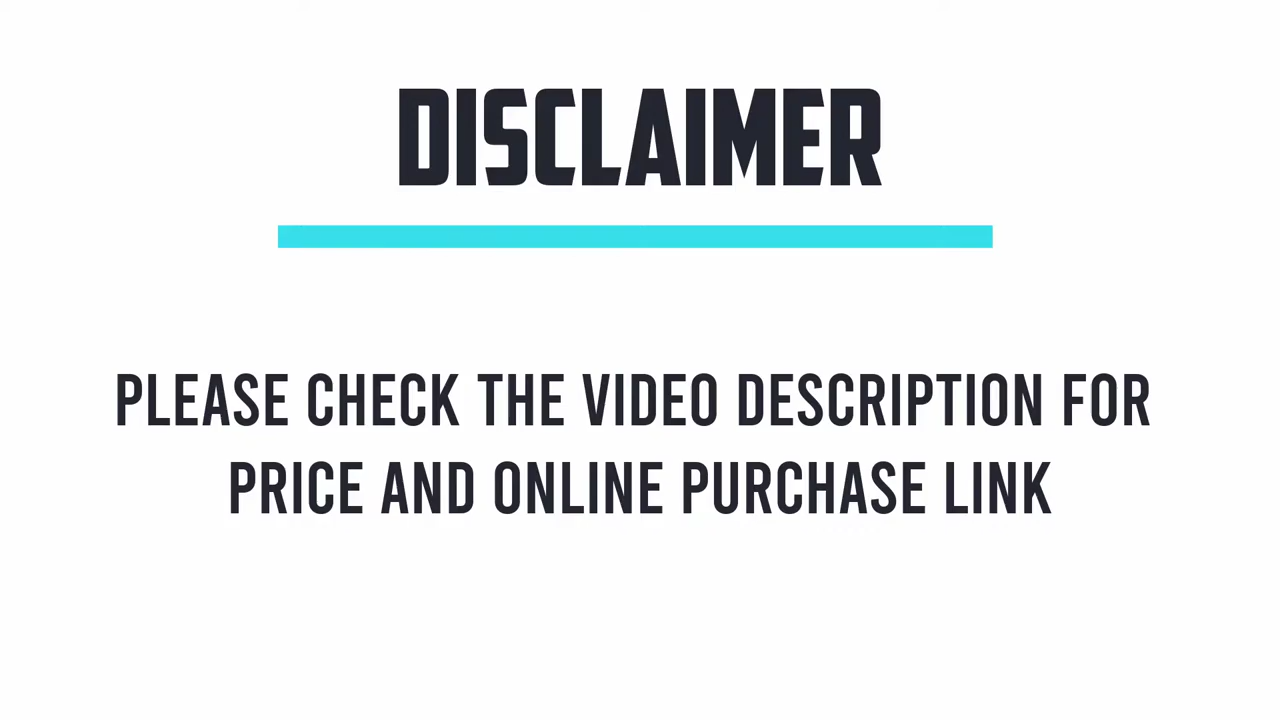 DISCLAIMER
PLEASE CHECK THE VIDEO DESCRIPTION FOR
PRICE AND ONLINE PURCHASE LINK